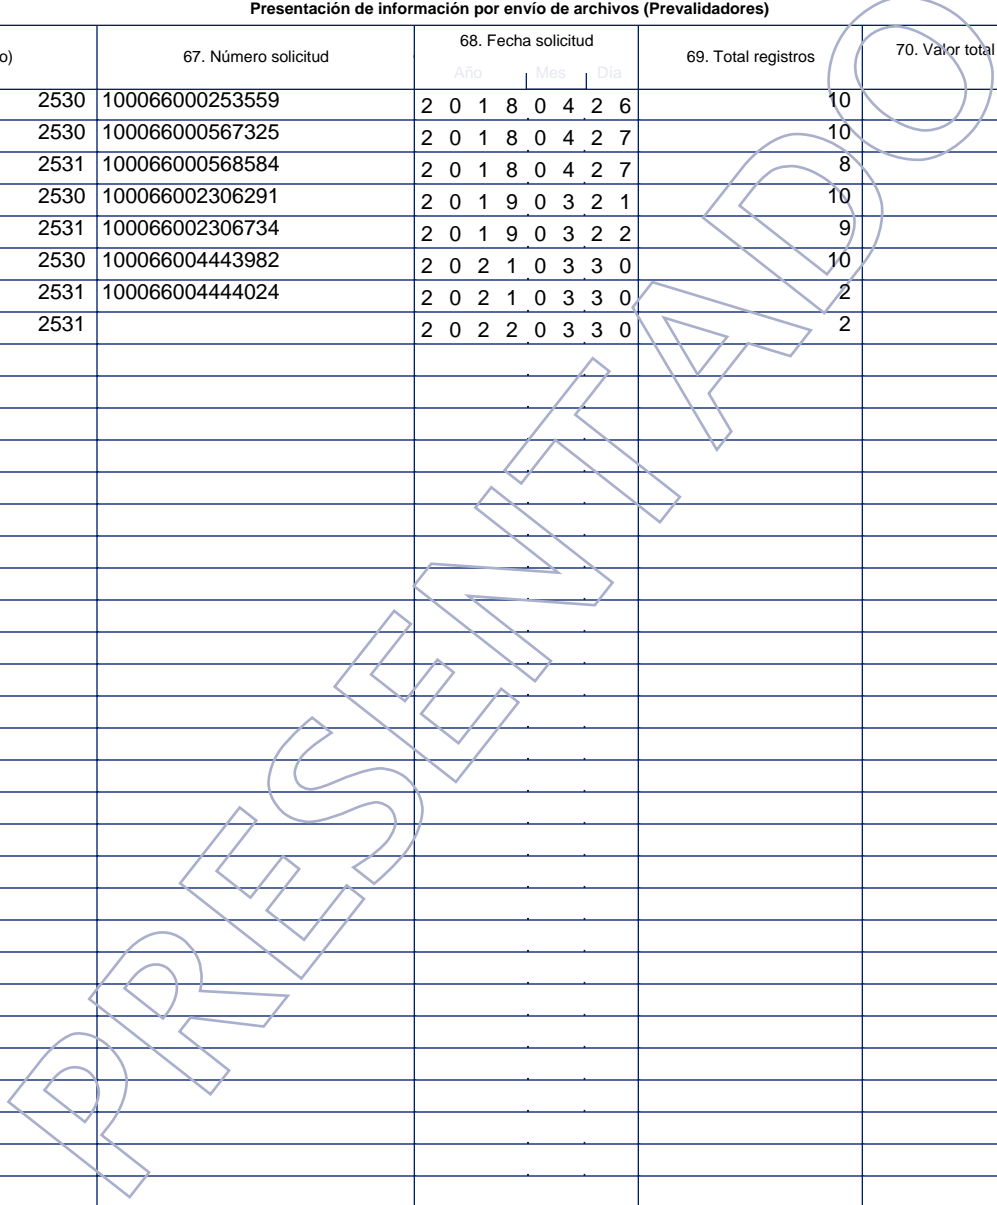 Presentación de información por envío de archivos (Prevalidadores)
o) 67. Número solicitud 68. Fecha solicitud 69. Total registros 70. Valor total
Año Mes Día
2530 100066000253559 2 0 1 8 0 4 2 6 10
2530 100066000567325 2 0 1 8 0 4 2 7 10
2531 100066000568584 2 0 1 8 0 4 2 7 8
2530 100066002306291 2 0 1 9 0 3 2 1 10
2531 100066002306734 2 0 1 9 0 3 2 2 9
2530 100066004443982 2 0 2 1 0 3 3 0 10
2531 100066004444024 2 0 2 1 0 3 3 0 2
2531 2 0 2 2 0 3 3 0 2
PRESENTADO